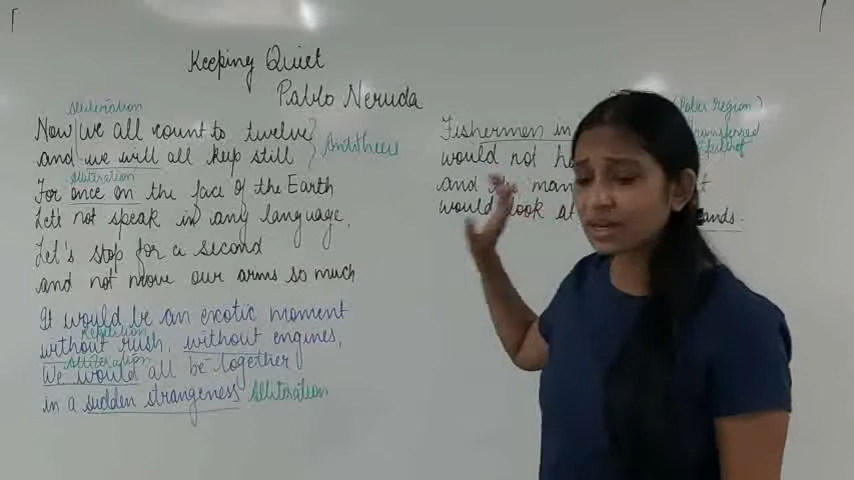 Keeping Quiet
Pablo Neruda
Alliteration
Now we all count to twelve
and we will all keep still
Antithesis
Alliteration
For once on the face of the Earth
Let's not speak in any language,
Let's stop for a second
and not move our arms so much
It would be an exotic moment
Repetition
without rush, without engines,
Alliteration
We would all be together
in a sudden strangeness Alliteration
(Polar region)
Fishermen in
Transferred
would not
epithet
and the man
would look at ands.